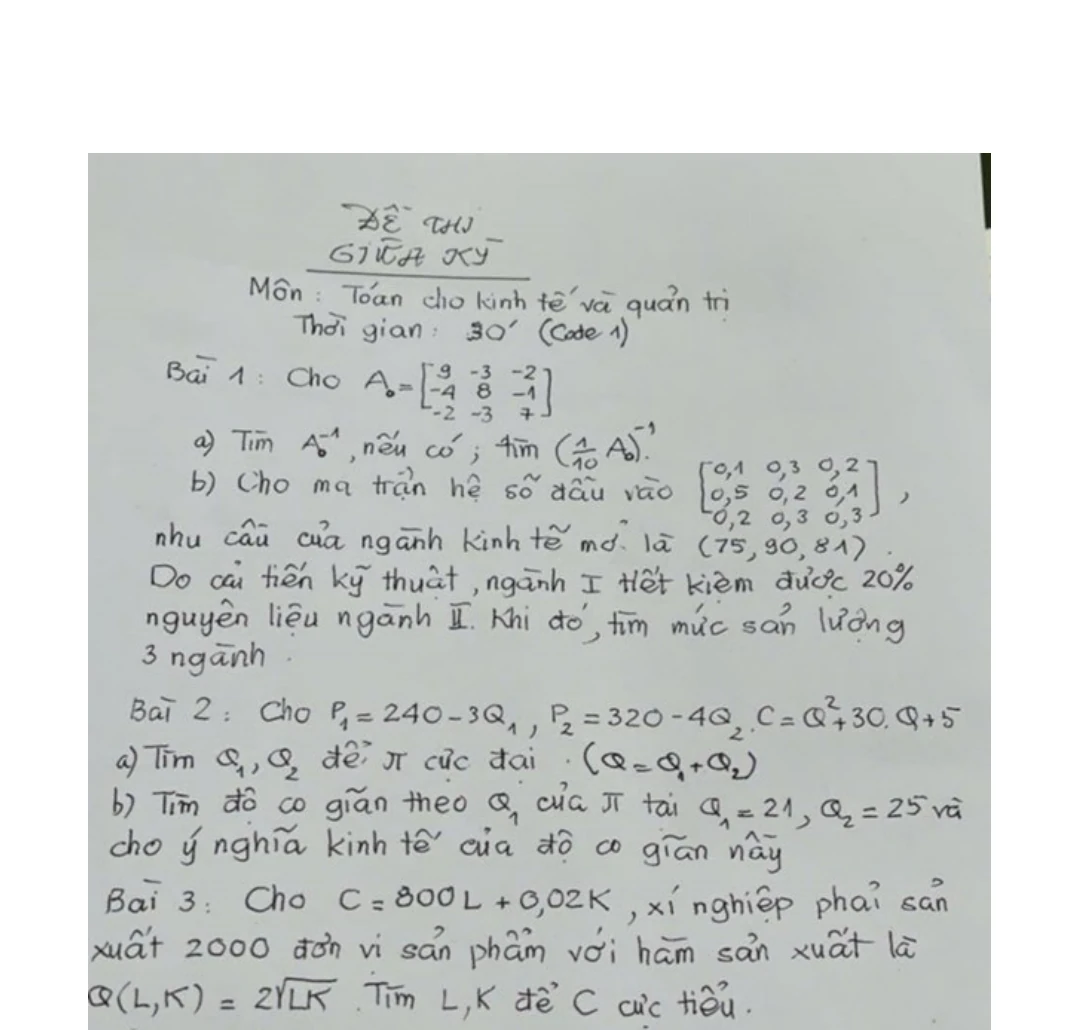 ĐỀ THI
GIỮA KỲ
Môn : Toán cho kinh tế và quản trị
Thời gian : 30' (Code 1)
Bài 1 : Cho A₀ = [9 -3 -2; -4 8 -1; -2 -3 7]
a) Tìm A₀⁻¹, nếu có ; tìm (1/10 A₀)⁻¹.
b) Cho ma trận hệ số đầu vào [0,1 0,3 0,2; 0,5 0,2 0,1; 0,2 0,3 0,3] ,
nhu cầu của ngành kinh tế mở là (75, 90, 81) .
Do cải tiến kỹ thuật, ngành I tiết kiệm được 20%
nguyên liệu ngành II. Khi đó, tìm mức sản lượng
3 ngành .
Bài 2 : Cho P₁ = 240 - 3Q₁ , P₂ = 320 - 4Q₂. C = Q² + 30.Q + 5
a) Tìm Q₁, Q₂ để π cực đại . (Q = Q₁ + Q₂)
b) Tìm độ co giãn theo Q₁ của π tại Q₁ = 21, Q₂ = 25 và
cho ý nghĩa kinh tế của độ co giãn này
Bài 3 : Cho C = 800L + 0,02K , xí nghiệp phải sản
xuất 2000 đơn vị sản phẩm với hàm sản xuất là
Q(L,K) = 2√LK . Tìm L, K để C cực tiểu .